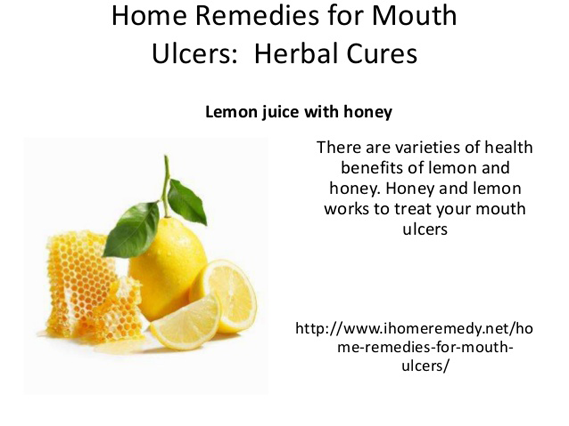 Home Remedies for Mouth
Ulcers:  Herbal Cures
Lemon juice with honey
There are varieties of health
benefits of lemon and
honey. Honey and lemon
works to treat your mouth
ulcers
http://www.ihomeremedy.net/ho
me-remedies-for-mouth-
ulcers/